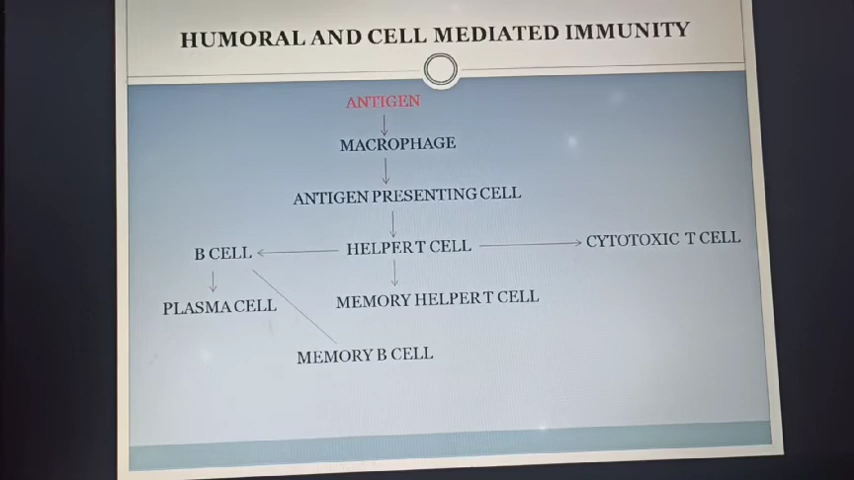 HUMORAL AND CELL MEDIATED IMMUNITY
ANTIGEN
MACROPHAGE
ANTIGEN PRESENTING CELL
B CELL
HELPER T CELL
CYTOTOXIC T CELL
PLASMA CELL
MEMORY HELPER T CELL
MEMORY B CELL